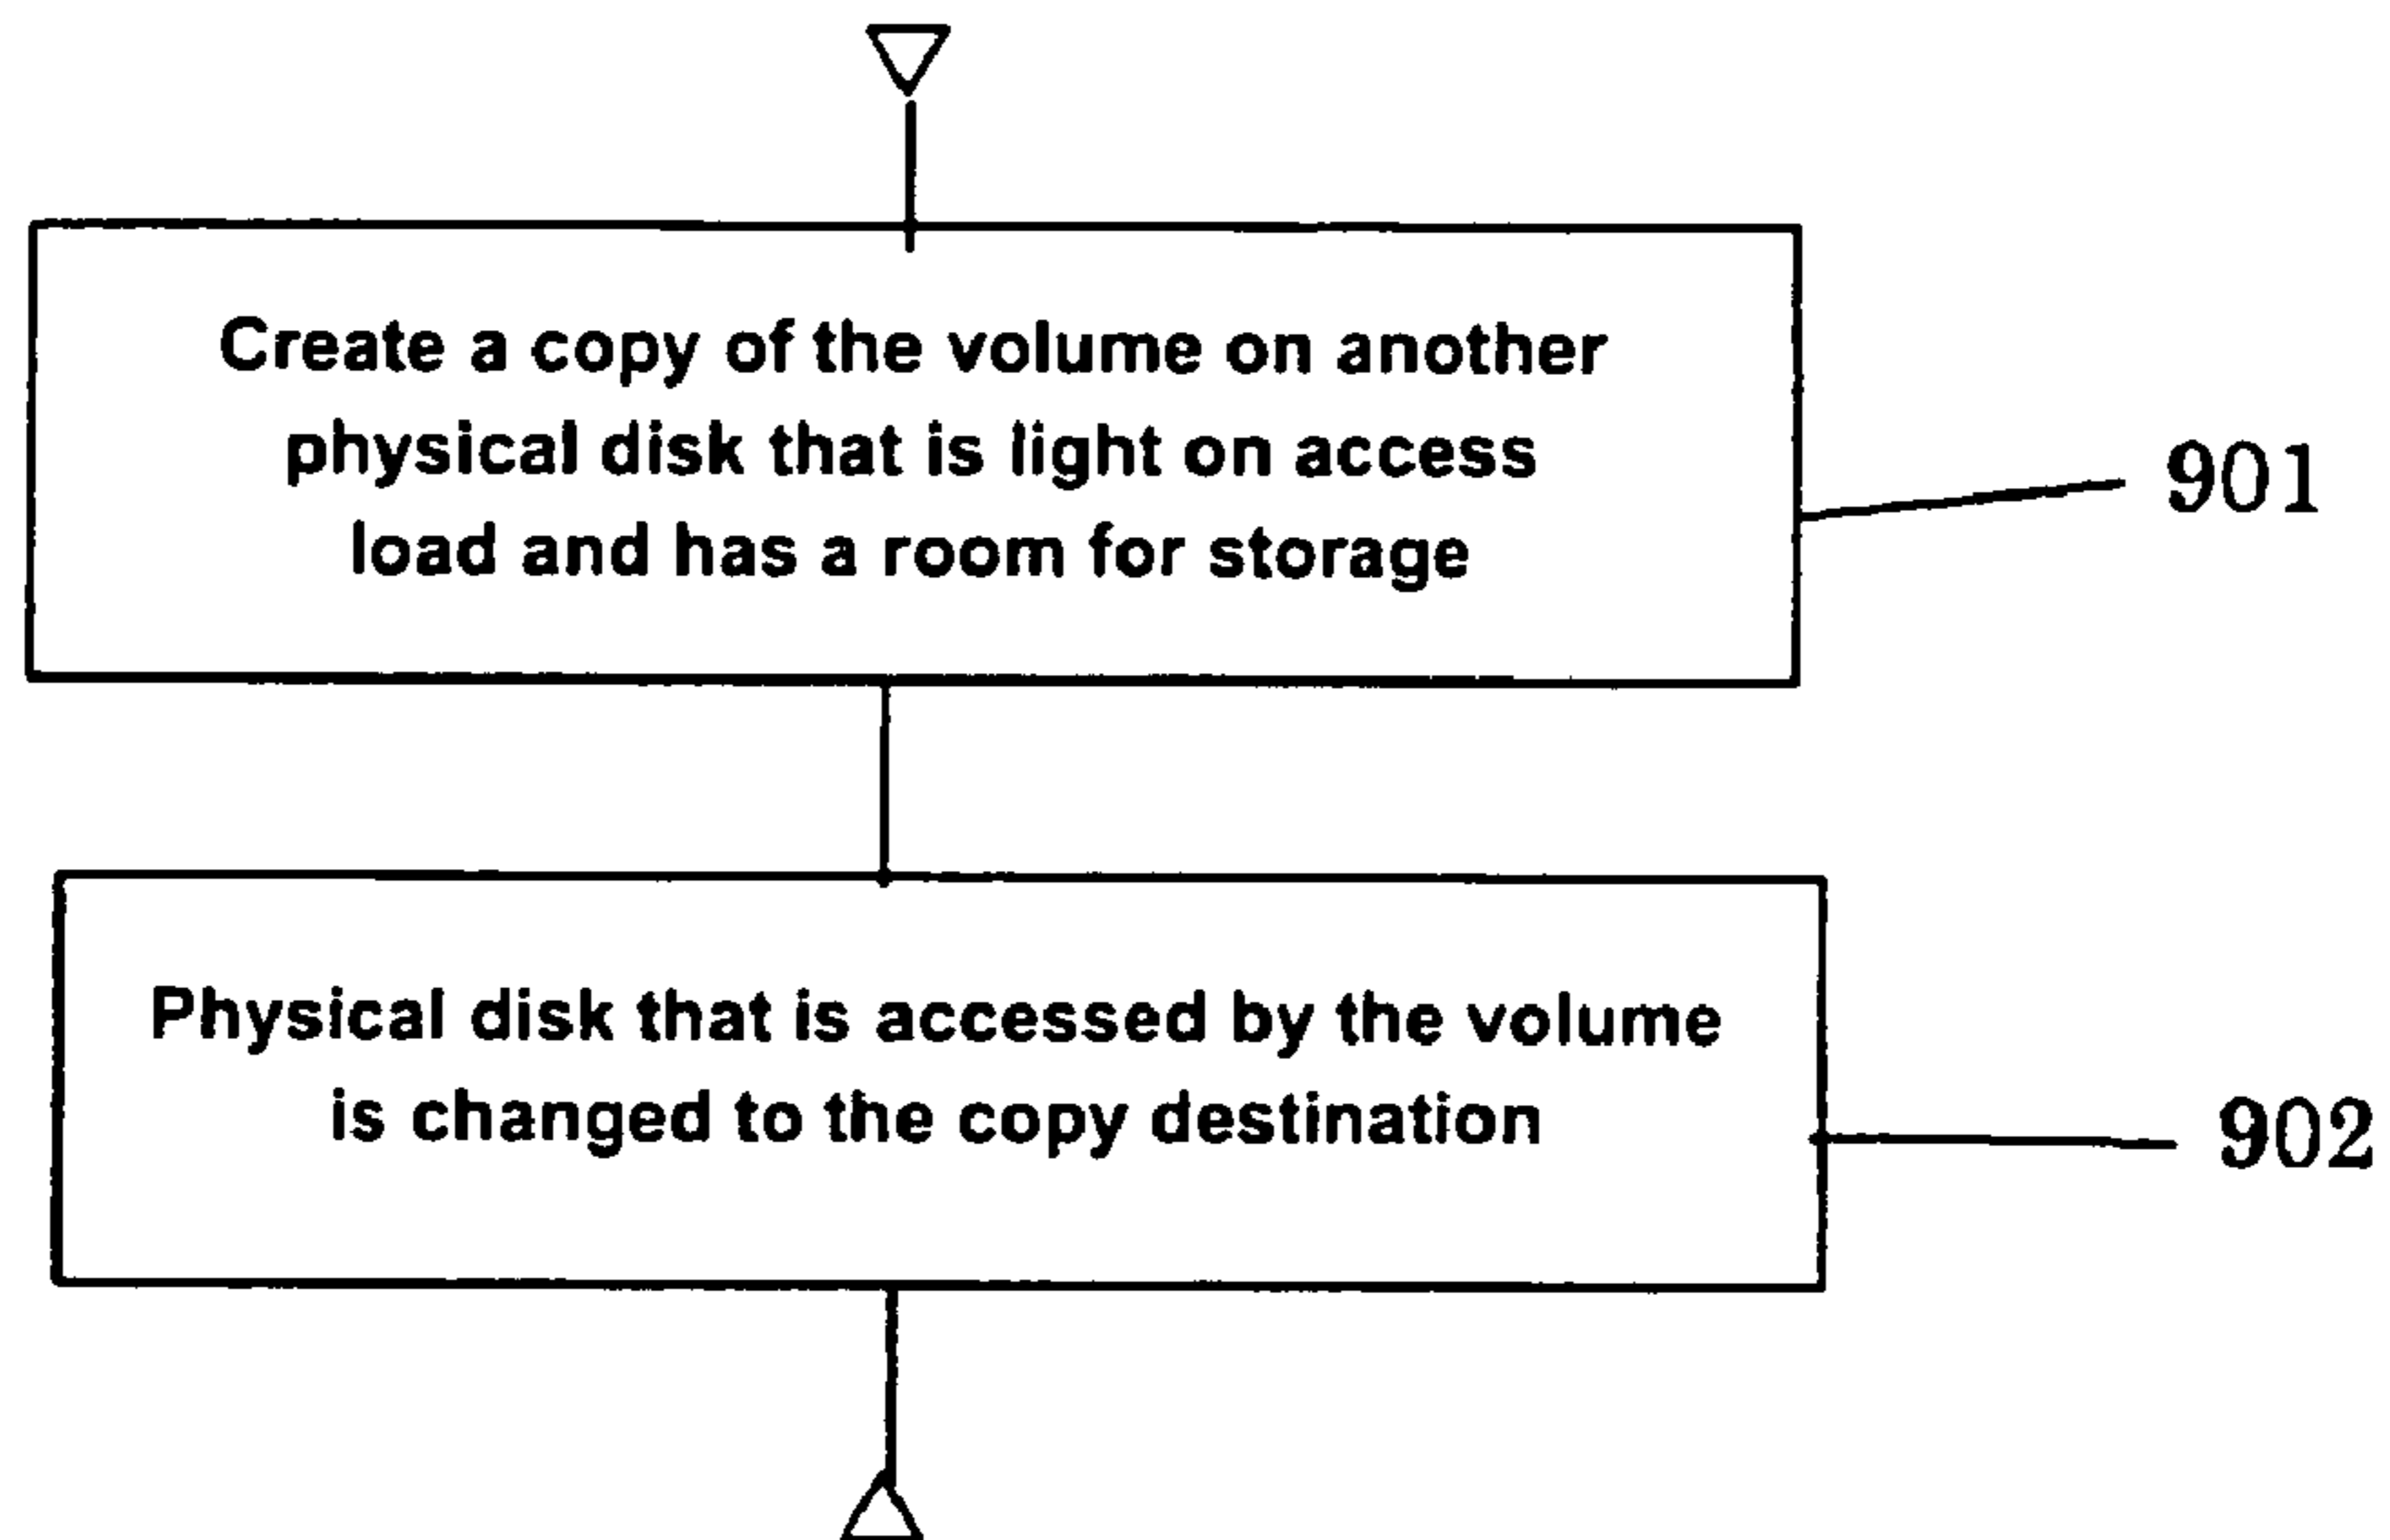 Create a copy of the volume on another
physical disk that is light on access
load and has a room for storage
901
Physical disk that is accessed by the volume
is changed to the copy destination
902